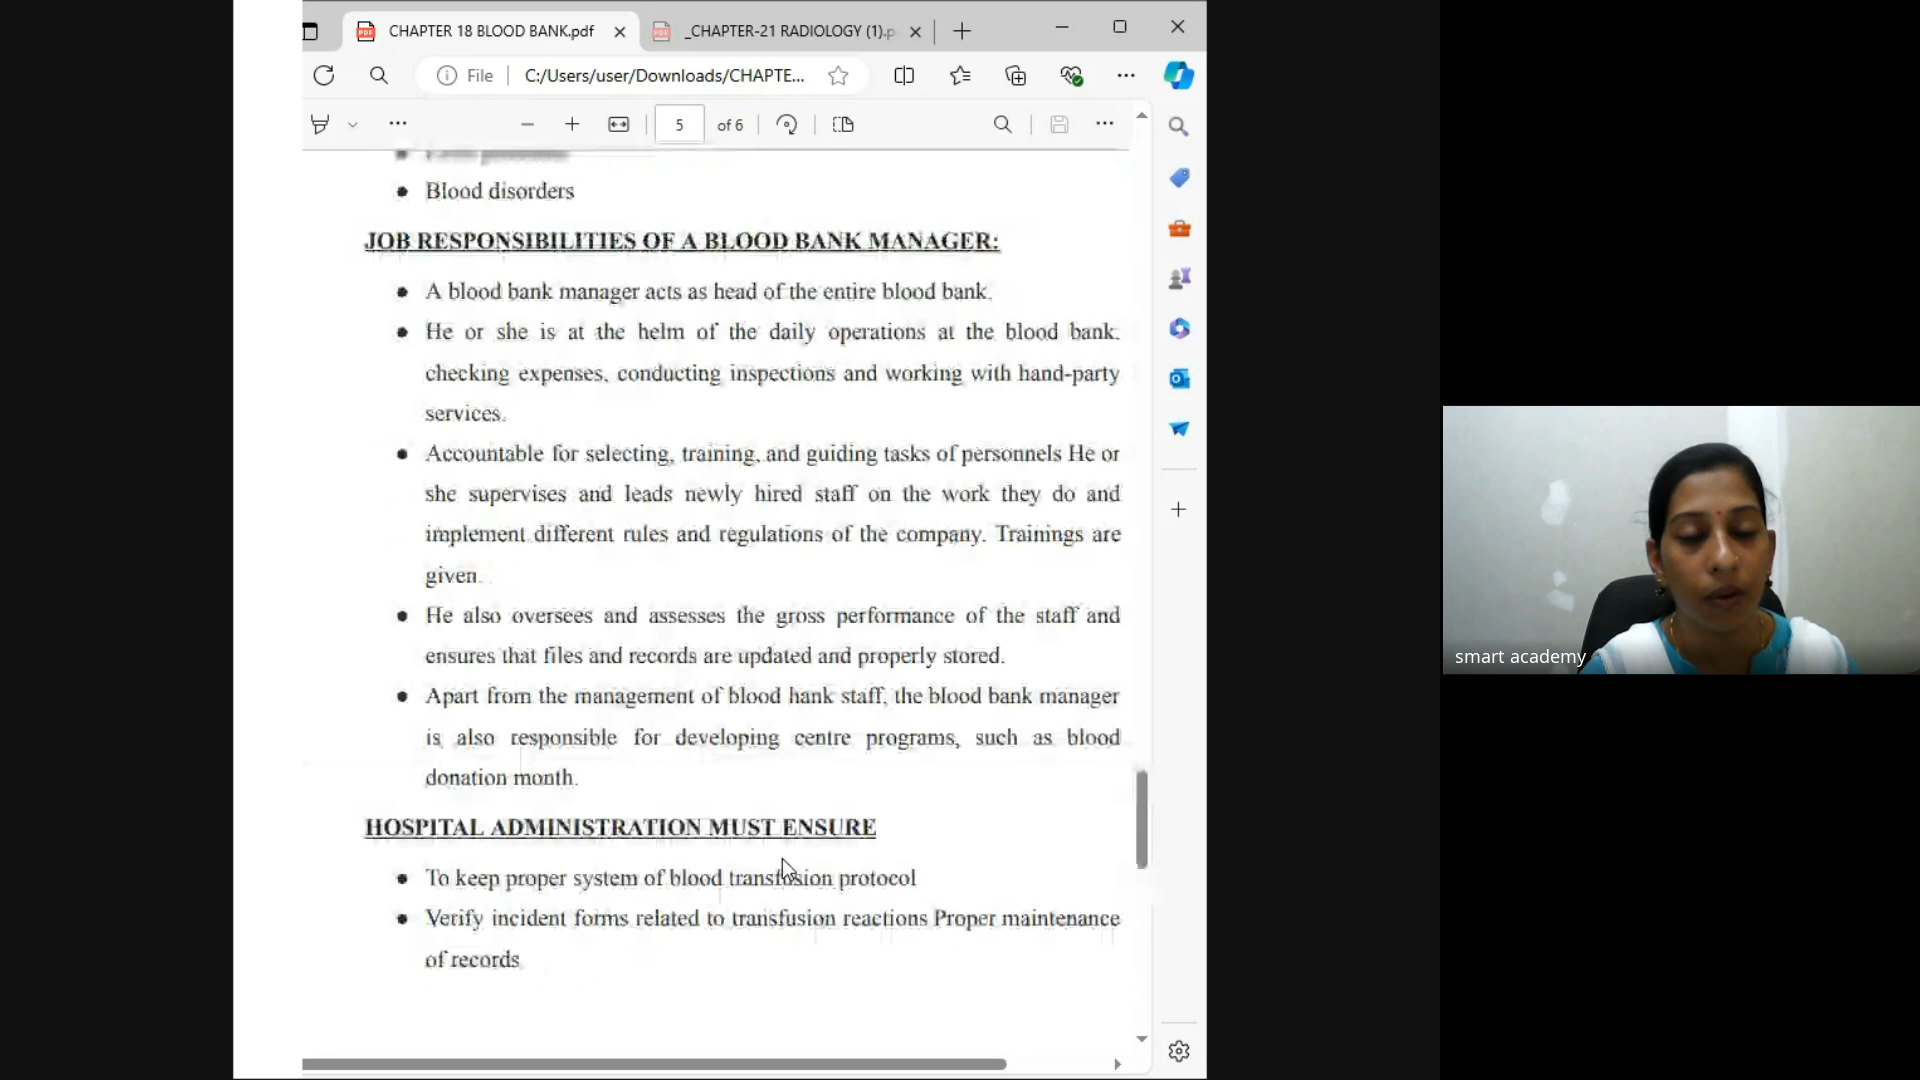 CHAPTER 18 BLOOD BANK.pdf
_CHAPTER-21 RADIOLOGY (1).p
File
C:/Users/user/Downloads/CHAPTE...
5 of 6
Blood disorders
JOB RESPONSIBILITIES OF A BLOOD BANK MANAGER:
A blood bank manager acts as head of the entire blood bank.
He or she is at the helm of the daily operations at the blood bank.
checking expenses, conducting inspections and working with hand-party
services.
Accountable for selecting, training, and guiding tasks of personnels He or
she supervises and leads newly hired staff on the work they do and
implement different rules and regulations of the company. Trainings are
given.
He also oversees and assesses the gross performance of the staff and
ensures that files and records are updated and properly stored.
Apart from the management of blood hank staff, the blood bank manager
is also responsible for developing centre programs, such as blood
donation month.
HOSPITAL ADMINISTRATION MUST ENSURE
To keep proper system of blood transfusion protocol
Verify incident forms related to transfusion reactions Proper maintenance
of records
smart academy